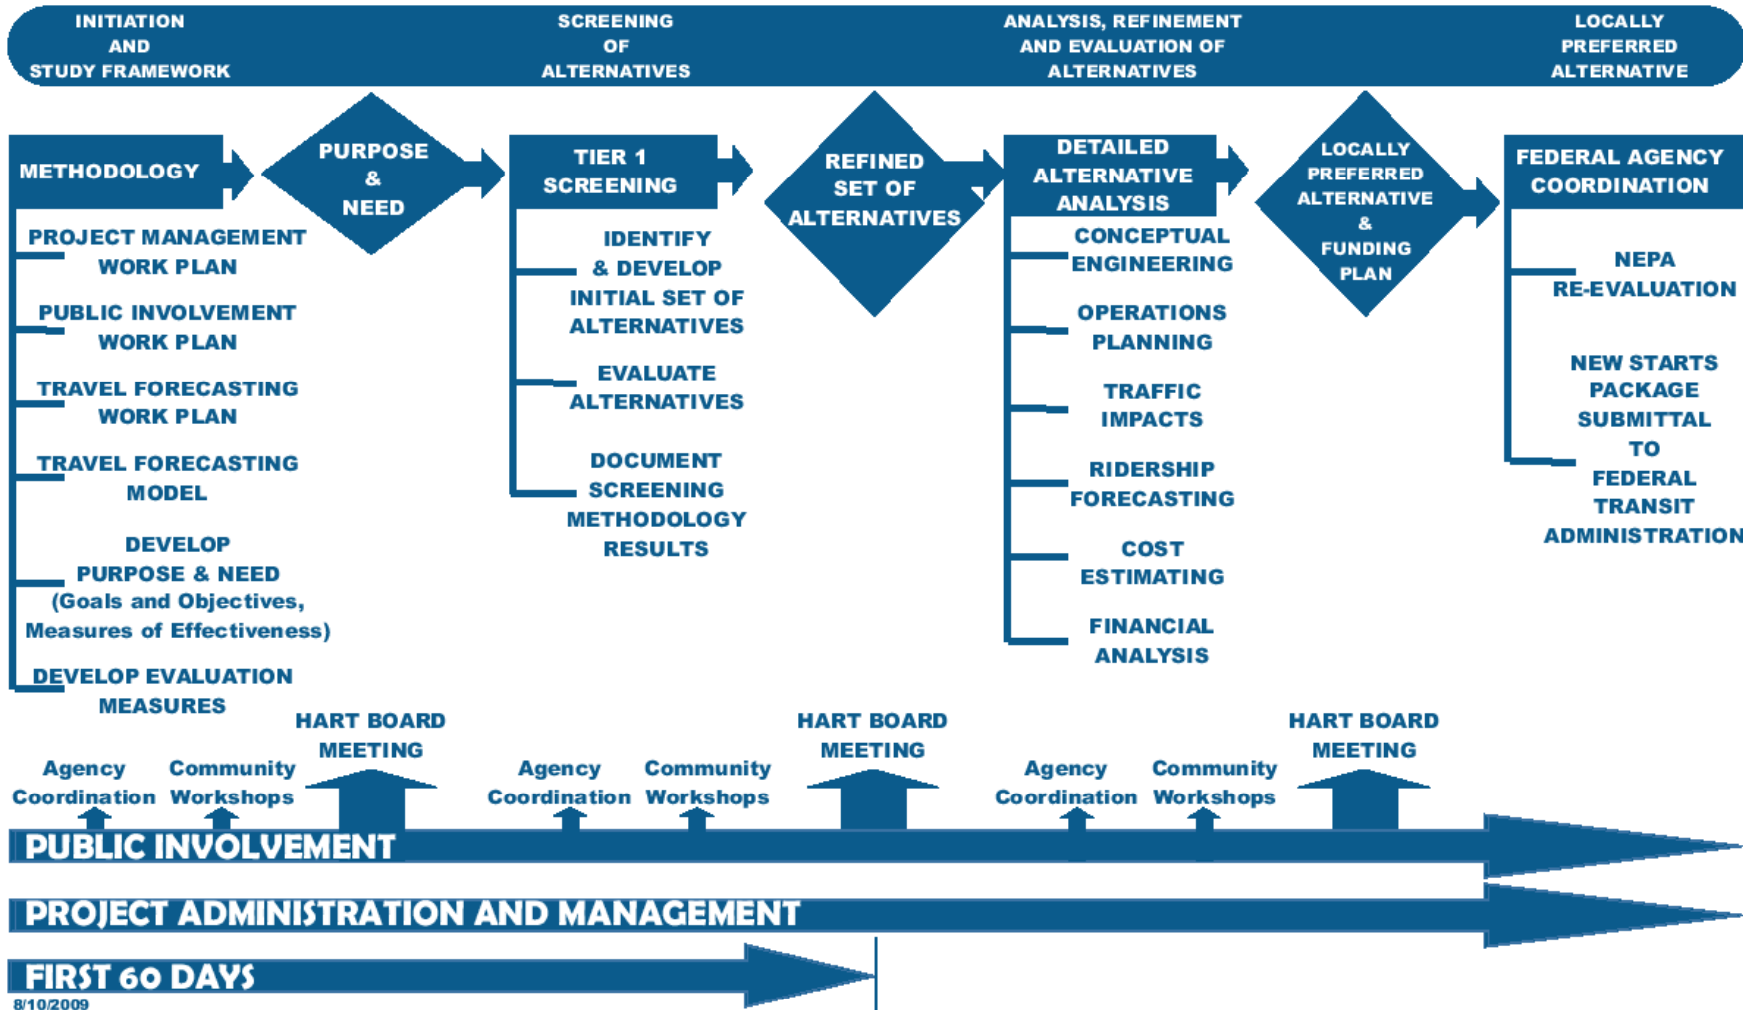 INITIATION
AND
STUDY FRAMEWORK
SCREENING
OF
ALTERNATIVES
ANALYSIS, REFINEMENT
AND EVALUATION OF
ALTERNATIVES
LOCALLY
PREFERRED
ALTERNATIVE
METHODOLOGY
PROJECT MANAGEMENT
WORK PLAN
PUBLIC INVOLVEMENT
WORK PLAN
TRAVEL FORECASTING
WORK PLAN
TRAVEL FORECASTING
MODEL
DEVELOP
PURPOSE & NEED
(Goals and Objectives,
Measures of Effectiveness)
DEVELOP EVALUATION
MEASURES
PURPOSE
&
NEED
TIER 1
SCREENING
IDENTIFY
& DEVELOP
INITIAL SET OF
ALTERNATIVES
EVALUATE
ALTERNATIVES
DOCUMENT
SCREENING
METHODOLOGY
RESULTS
REFINED
SET OF
ALTERNATIVES
DETAILED
ALTERNATIVE
ANALYSIS
CONCEPTUAL
ENGINEERING
OPERATIONS
PLANNING
TRAFFIC
IMPACTS
RIDERSHIP
FORECASTING
COST
ESTIMATING
FINANCIAL
ANALYSIS
LOCALLY
PREFERRED
ALTERNATIVE
&
FUNDING
PLAN
FEDERAL AGENCY
COORDINATION
NEPA
RE-EVALUATION
NEW STARTS
PACKAGE
SUBMITTAL
TO
FEDERAL
TRANSIT
ADMINISTRATION
Agency
Coordination
Community
Workshops
HART BOARD
MEETING
Agency
Coordination
Community
Workshops
HART BOARD
MEETING
Agency
Coordination
Community
Workshops
HART BOARD
MEETING
PUBLIC INVOLVEMENT
PROJECT ADMINISTRATION AND MANAGEMENT
FIRST 60 DAYS
8/10/2009